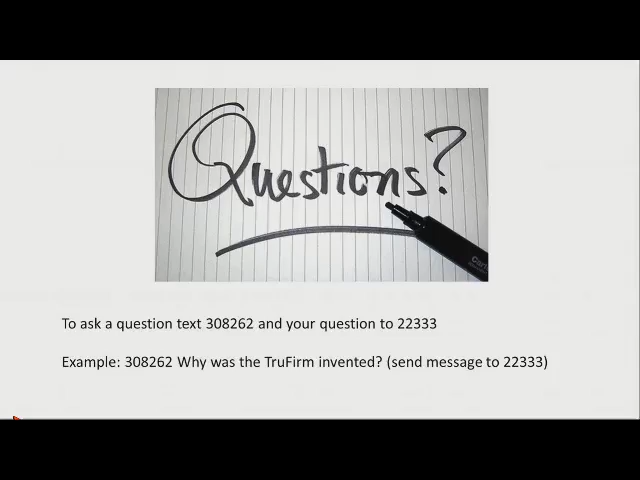 Questions?
To ask a question text 308262 and your question to 22333
Example: 308262 Why was the TruFirm invented? (send message to 22333)